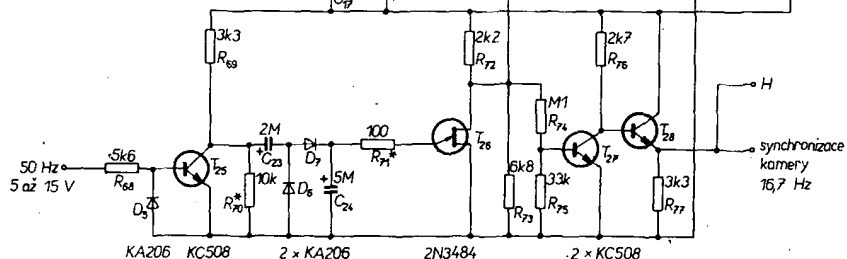 C17
3k3
R69
2k2
R72
2k7
R76
50 Hz
5 až 15 V
5k6
R68
D5
T25
2M
+
C23
10k
R70*
D6
D7
+
5M
C24
100
R71*
T26
6k8
R73
M1
R74
33k
R75
T27
T28
3k3
R77
H
synchronizace
kamery
16,7 Hz
KA206 KC508 2 × KA206 2N3484 2 × KC508